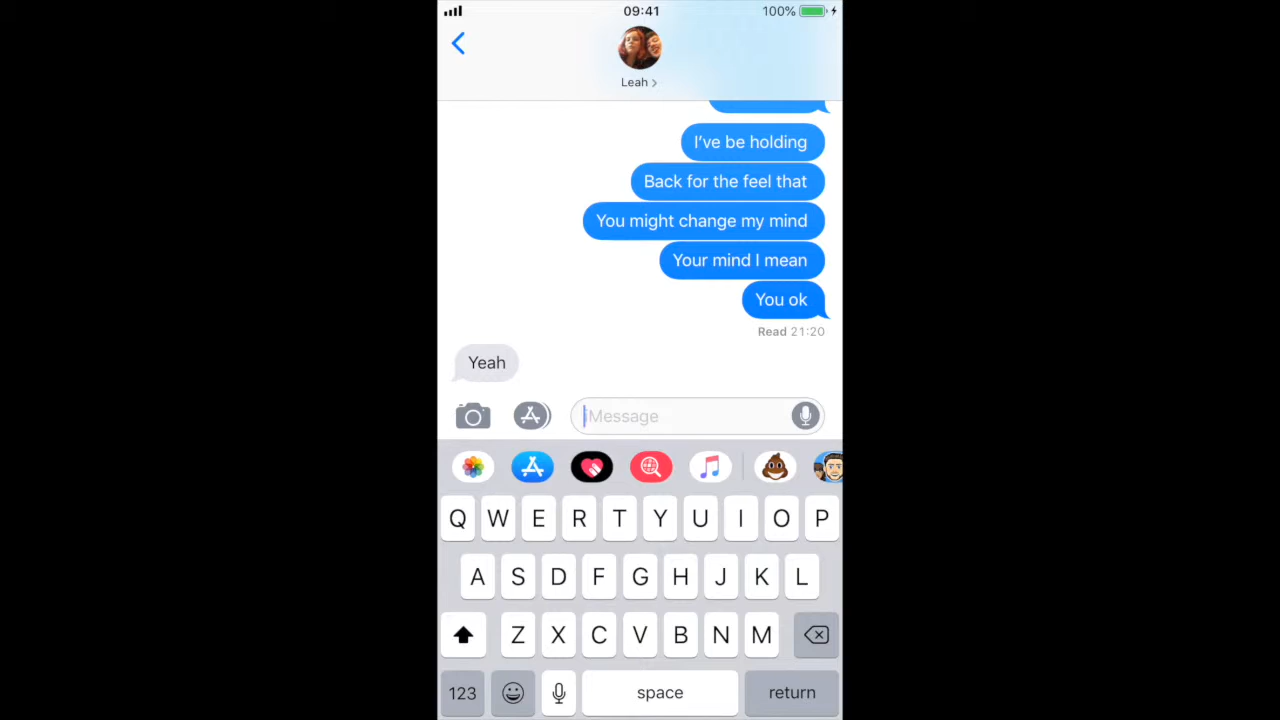 09:41
100%
Leah >
I've be holding
Back for the feel that
You might change my mind
Your mind I mean
You ok
Read 21:20
Yeah
iMessage
Q W E R T Y U I O P
A S D F G H J K L
Z X C V B N M
123 space return